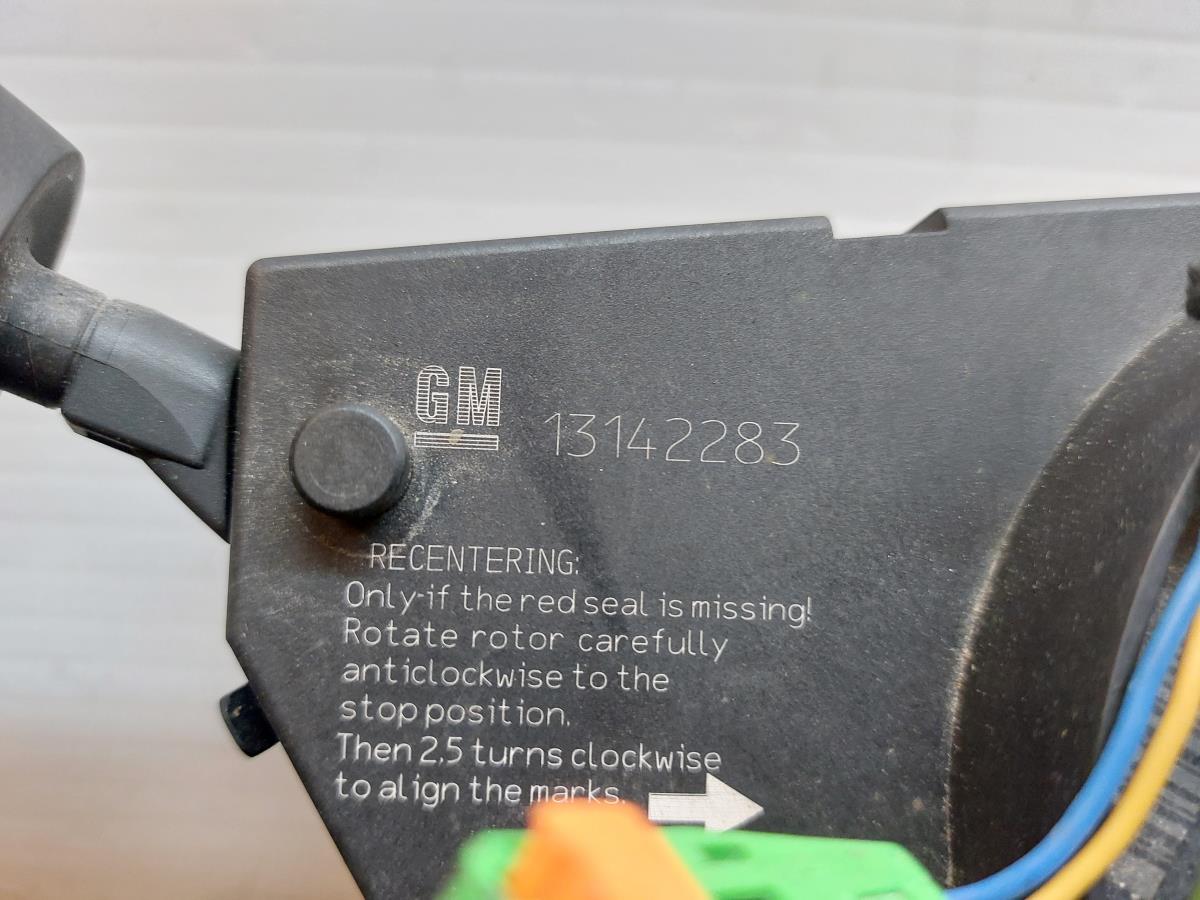 GM 13142283
RECENTERING:
Only if the red seal is missing!
Rotate rotor carefully
anticlockwise to the
stop position.
Then 2,5 turns clockwise
to align the marks.